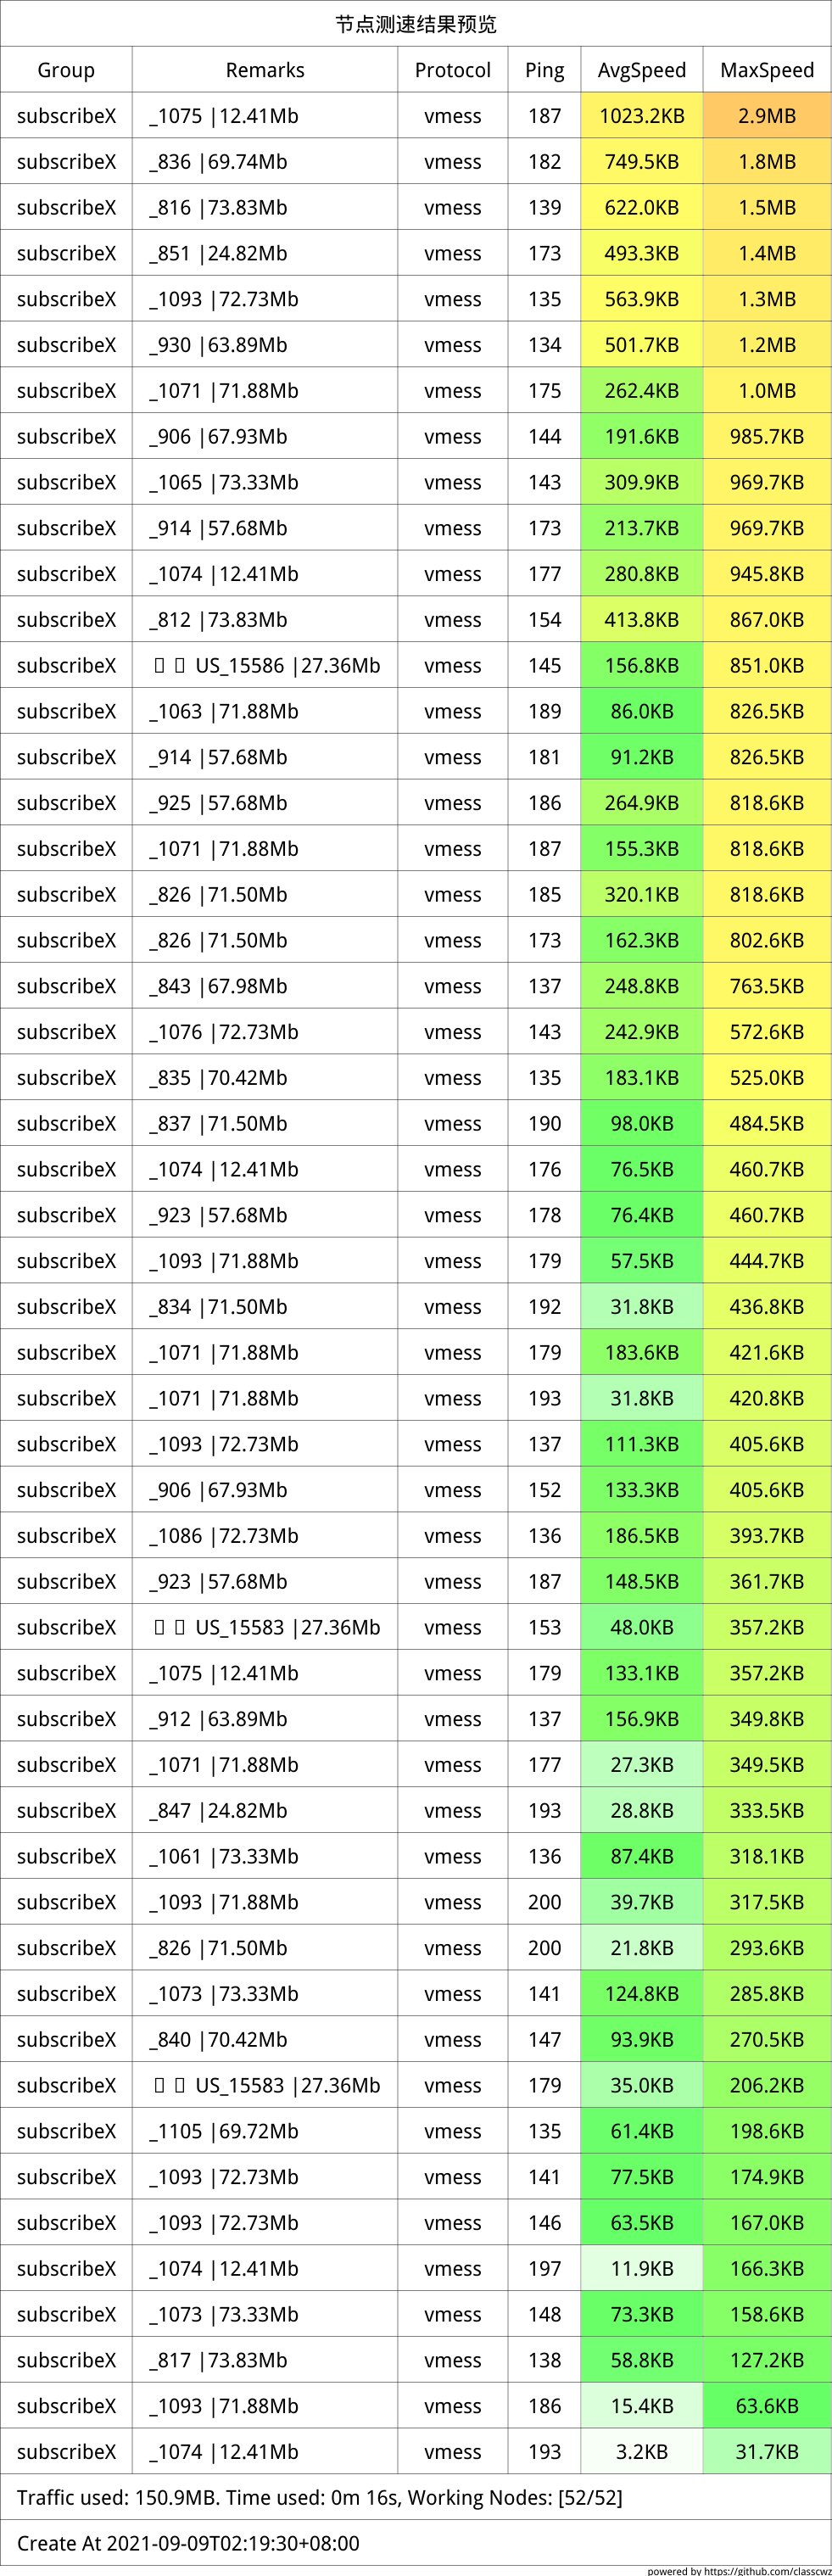 节点测速结果预览
Group Remarks Protocol Ping AvgSpeed MaxSpeed
subscribeX _1075 |12.41Mb vmess 187 1023.2KB 2.9MB
subscribeX _836 |69.74Mb vmess 182 749.5KB 1.8MB
subscribeX _816 |73.83Mb vmess 139 622.0KB 1.5MB
subscribeX _851 |24.82Mb vmess 173 493.3KB 1.4MB
subscribeX _1093 |72.73Mb vmess 135 563.9KB 1.3MB
subscribeX _930 |63.89Mb vmess 134 501.7KB 1.2MB
subscribeX _1071 |71.88Mb vmess 175 262.4KB 1.0MB
subscribeX _906 |67.93Mb vmess 144 191.6KB 985.7KB
subscribeX _1065 |73.33Mb vmess 143 309.9KB 969.7KB
subscribeX _914 |57.68Mb vmess 173 213.7KB 969.7KB
subscribeX _1074 |12.41Mb vmess 177 280.8KB 945.8KB
subscribeX _812 |73.83Mb vmess 154 413.8KB 867.0KB
subscribeX US_15586 |27.36Mb vmess 145 156.8KB 851.0KB
subscribeX _1063 |71.88Mb vmess 189 86.0KB 826.5KB
subscribeX _914 |57.68Mb vmess 181 91.2KB 826.5KB
subscribeX _925 |57.68Mb vmess 186 264.9KB 818.6KB
subscribeX _1071 |71.88Mb vmess 187 155.3KB 818.6KB
subscribeX _826 |71.50Mb vmess 185 320.1KB 818.6KB
subscribeX _826 |71.50Mb vmess 173 162.3KB 802.6KB
subscribeX _843 |67.98Mb vmess 137 248.8KB 763.5KB
subscribeX _1076 |72.73Mb vmess 143 242.9KB 572.6KB
subscribeX _835 |70.42Mb vmess 135 183.1KB 525.0KB
subscribeX _837 |71.50Mb vmess 190 98.0KB 484.5KB
subscribeX _1074 |12.41Mb vmess 176 76.5KB 460.7KB
subscribeX _923 |57.68Mb vmess 178 76.4KB 460.7KB
subscribeX _1093 |71.88Mb vmess 179 57.5KB 444.7KB
subscribeX _834 |71.50Mb vmess 192 31.8KB 436.8KB
subscribeX _1071 |71.88Mb vmess 179 183.6KB 421.6KB
subscribeX _1071 |71.88Mb vmess 193 31.8KB 420.8KB
subscribeX _1093 |72.73Mb vmess 137 111.3KB 405.6KB
subscribeX _906 |67.93Mb vmess 152 133.3KB 405.6KB
subscribeX _1086 |72.73Mb vmess 136 186.5KB 393.7KB
subscribeX _923 |57.68Mb vmess 187 148.5KB 361.7KB
subscribeX US_15583 |27.36Mb vmess 153 48.0KB 357.2KB
subscribeX _1075 |12.41Mb vmess 179 133.1KB 357.2KB
subscribeX _912 |63.89Mb vmess 137 156.9KB 349.8KB
subscribeX _1071 |71.88Mb vmess 177 27.3KB 349.5KB
subscribeX _847 |24.82Mb vmess 193 28.8KB 333.5KB
subscribeX _1061 |73.33Mb vmess 136 87.4KB 318.1KB
subscribeX _1093 |71.88Mb vmess 200 39.7KB 317.5KB
subscribeX _826 |71.50Mb vmess 200 21.8KB 293.6KB
subscribeX _1073 |73.33Mb vmess 141 124.8KB 285.8KB
subscribeX _840 |70.42Mb vmess 147 93.9KB 270.5KB
subscribeX US_15583 |27.36Mb vmess 179 35.0KB 206.2KB
subscribeX _1105 |69.72Mb vmess 135 61.4KB 198.6KB
subscribeX _1093 |72.73Mb vmess 141 77.5KB 174.9KB
subscribeX _1093 |72.73Mb vmess 146 63.5KB 167.0KB
subscribeX _1074 |12.41Mb vmess 197 11.9KB 166.3KB
subscribeX _1073 |73.33Mb vmess 148 73.3KB 158.6KB
subscribeX _817 |73.83Mb vmess 138 58.8KB 127.2KB
subscribeX _1093 |71.88Mb vmess 186 15.4KB 63.6KB
subscribeX _1074 |12.41Mb vmess 193 3.2KB 31.7KB
Traffic used: 150.9MB. Time used: 0m 16s, Working Nodes: [52/52]
Create At 2021-09-09T02:19:30+08:00
powered by https://github.com/classcwz